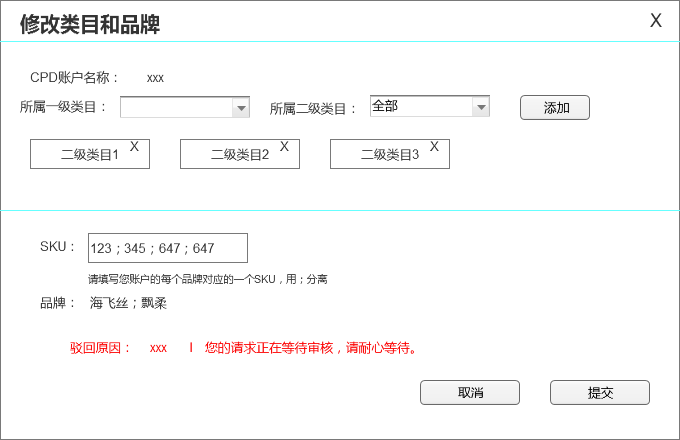 修改类目和品牌 X
CPD账户名称： xxx
所属一级类目： 所属二级类目： 全部 添加
二级类目1 X 二级类目2 X 二级类目3 X
SKU： 123；345；647；647
请填写您账户的每个品牌对应的一个SKU，用；分离
品牌： 海飞丝；飘柔
驳回原因： xxx l 您的请求正在等待审核，请耐心等待。
取消 提交